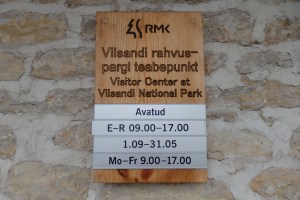 RMK
Vilsandi rahvus-
pargi teabepunkt
Visitor Center at
Vilsandi National Park
Avatud
E–R 09.00–17.00
1.09–31.05
Mo–Fr 9.00–17.00